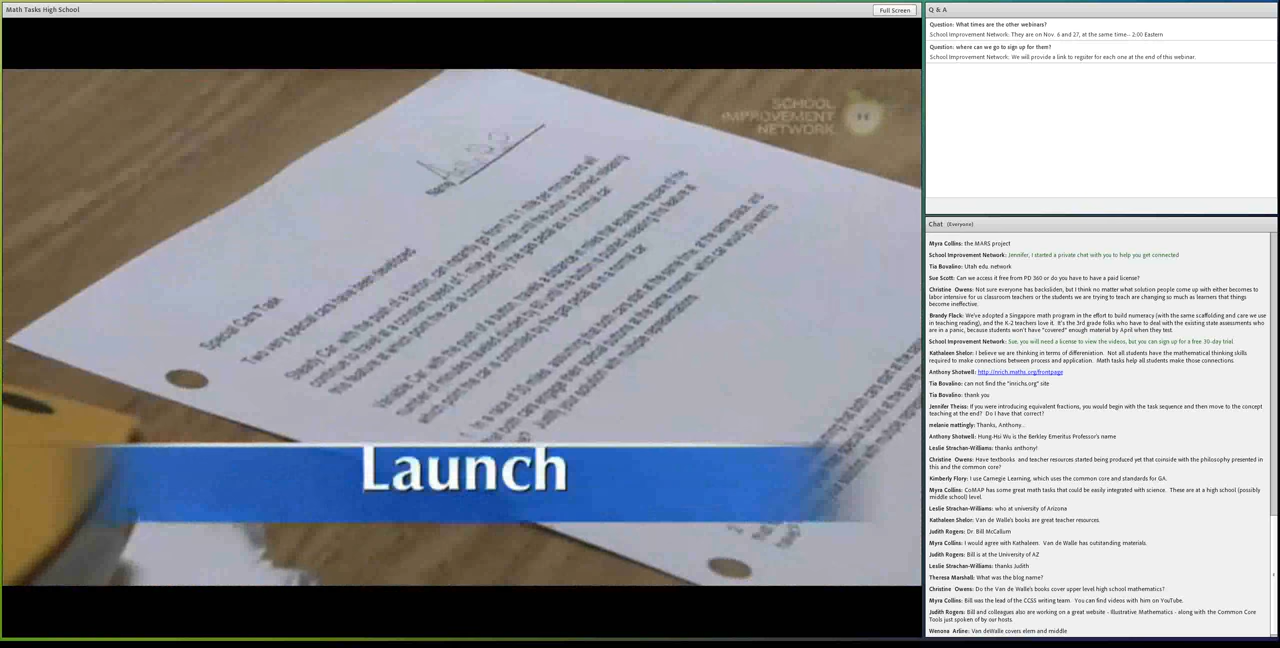 Math Tasks High School
Full Screen
SCHOOL
IMPROVEMENT
NETWORK
Launch
Q & A
Question: What times are the other webinars?
School Improvement Network: They are on Nov. 6 and 27, at the same time-- 2:00 Eastern
Question: where can we go to sign up for them?
School Improvement Network: We will provide a link to register for each one at the end of this webinar.
Chat (Everyone)
Myra Collins: the MARS project
School Improvement Network: Jennifer, I started a private chat with you to help you get connected
Tia Bovalino: Utah edu. network
Sue Scott: Can we access it free from PD 360 or do you have to have a paid license?
Christine Owens: Not sure everyone has backsliden, but I think no matter what solution people come up with either becomes to
labor intensive for us classroom teachers or the students we are trying to teach are changing so much as learners that things
become ineffective.
Brandy Flack: We've adopted a Singapore math program in the effort to build numeracy (with the same scaffolding and care we use
in teaching reading), and the K-2 teachers love it. It's the 3rd grade folks who have to deal with the existing state assessments who
are in a panic, because students won't have "covered" enough material by April when they test.
School Improvement Network: Sue, you will need a license to view the videos, but you can sign up for a free 30-day trial
Kathaleen Shelor: I believe we are thinking in terms of differentiation. Not all students have the mathematical thinking skills
required to make connections between process and application. Math tasks help all students make those connections.
Anthony Shotwell: http://nrich.maths.org/frontpage
Tia Bovalino: can not find the "inrichs.org" site
Tia Bovalino: thank you
Jennifer Theiss: If you were introducing equivalent fractions, you would begin with the task sequence and then move to the concept
teaching at the end? Do I have that correct?
melanie mattingly: Thanks, Anthony...
Anthony Shotwell: Hung-Hsi Wu is the Berkley Emeritus Professor's name
Leslie Strachan-Williams: thanks anthony!
Christine Owens: Have textbooks and teacher resources started being produced yet that coinside with the philosophy presented in
this and the common core?
Kimberly Flory: I use Carnegie Learning, which uses the common core and standards for GA.
Myra Collins: CoMAP has some great math tasks that could be easily integrated with science. These are at a high school (possibly
middle school) level
Leslie Strachan-Williams: who at university of Arizona
Kathaleen Shelor: Van de Walle's books are great teacher resources.
Judith Rogers: Dr. Bill McCallum
Myra Collins: I would agree with Kathaleen. Van de Walle has outstanding materials.
Judith Rogers: Bill is at the University of AZ
Leslie Strachan-Williams: thanks Judith
Theresa Marshall: What was the blog name?
Christine Owens: Do the Van de Walle's books cover upper level high school mathematics?
Myra Collins: Bill was the lead of the CCSS writing team. You can find videos with him on YouTube.
Judith Rogers: Bill and colleagues also are working on a great website - Illustrative Mathematics - along with the Common Core
Tools just spoken of by our hosts.
Wenona Arline: Van deWalle covers elem and middle